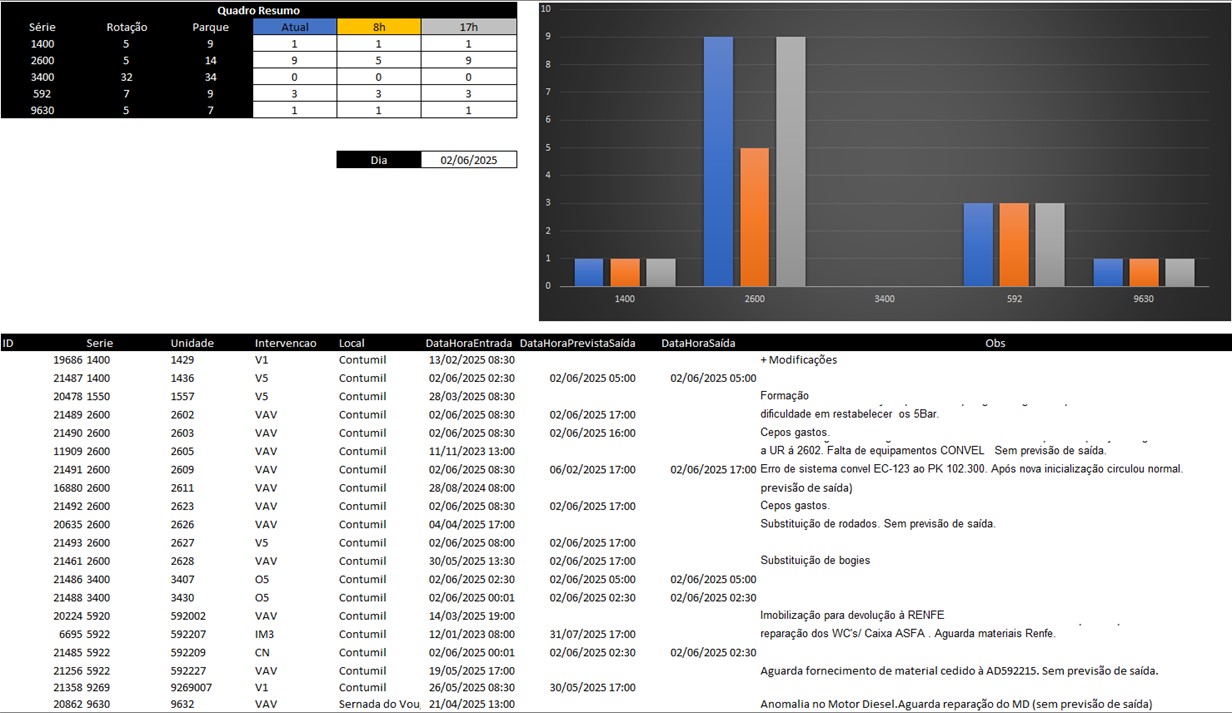 Quadro Resumo
Série Rotação Parque Atual 8h 17h
1400 5 9 1 1 1
2600 5 14 9 5 9
3400 32 34 0 0 0
592 7 9 3 3 3
9630 5 7 1 1 1
Dia 02/06/2025
10
9
8
7
6
5
4
3
2
1
0
1400 2600 3400 592 9630
ID Serie Unidade Intervencao Local DataHoraEntrada DataHoraPrevistaSaída DataHoraSaída Obs
19686 1400 1429 V1 Contumil 13/02/2025 08:30 + Modificações
21487 1400 1436 V5 Contumil 02/06/2025 02:30 02/06/2025 05:00 02/06/2025 05:00
20478 1550 1557 V5 Contumil 28/03/2025 08:30 Formação
21489 2600 2602 VAV Contumil 02/06/2025 08:30 02/06/2025 17:00 dificuldade em restabelecer os 5Bar.
21490 2600 2603 VAV Contumil 02/06/2025 08:30 02/06/2025 16:00 Cepos gastos.
11909 2600 2605 VAV Contumil 11/11/2023 13:00 a UR á 2602. Falta de equipamentos CONVEL Sem previsão de saída.
21491 2600 2609 VAV Contumil 02/06/2025 08:30 06/02/2025 17:00 02/06/2025 17:00 Erro de sistema convel EC-123 ao PK 102.300. Após nova inicialização circulou normal.
16880 2600 2611 VAV Contumil 28/08/2024 08:00 previsão de saída)
21492 2600 2623 VAV Contumil 02/06/2025 08:30 02/06/2025 17:00 Cepos gastos.
20635 2600 2626 VAV Contumil 04/04/2025 17:00 Substituição de rodados. Sem previsão de saída.
21493 2600 2627 V5 Contumil 02/06/2025 08:00 02/06/2025 17:00
21461 2600 2628 VAV Contumil 30/05/2025 13:30 02/06/2025 17:00 Substituição de bogies
21486 3400 3407 O5 Contumil 02/06/2025 02:30 02/06/2025 05:00 02/06/2025 05:00
21488 3400 3430 O5 Contumil 02/06/2025 00:01 02/06/2025 02:30 02/06/2025 02:30
20224 5920 592002 VAV Contumil 14/03/2025 19:00 Imobilização para devolução à RENFE
6695 5922 592207 IM3 Contumil 12/01/2023 08:00 31/07/2025 17:00 reparação dos WC's/ Caixa ASFA . Aguarda materiais Renfe.
21485 5922 592209 CN Contumil 02/06/2025 00:01 02/06/2025 02:30 02/06/2025 02:30
21256 5922 592227 VAV Contumil 19/05/2025 17:00 Aguarda fornecimento de material cedido à AD592215. Sem previsão de saída.
21358 9269 9269007 V1 Contumil 26/05/2025 08:30 30/05/2025 17:00
20862 9630 9632 VAV Sernada do Vou 21/04/2025 13:00 Anomalia no Motor Diesel.Aguarda reparação do MD (sem previsão de saída)